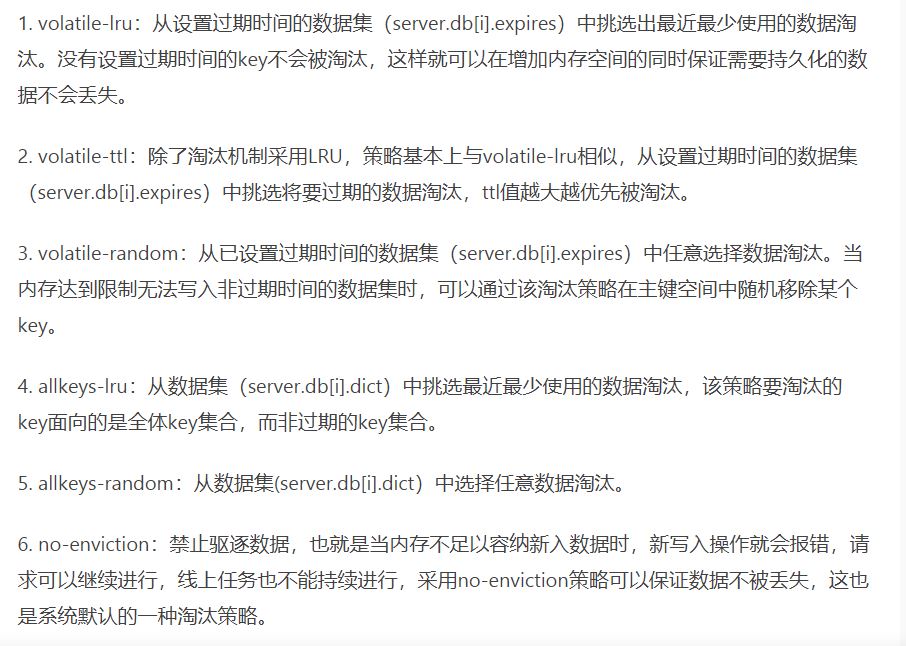 1. volatile-lru：从设置过期时间的数据集（server.db[i].expires）中挑选出最近最少使用的数据淘
汰。没有设置过期时间的key不会被淘汰，这样就可以在增加内存空间的同时保证需要持久化的数
据不会丢失。
2. volatile-ttl：除了淘汰机制采用LRU，策略基本上与volatile-lru相似，从设置过期时间的数据集
（server.db[i].expires）中挑选将要过期的数据淘汰，ttl值越大越优先被淘汰。
3. volatile-random：从已设置过期时间的数据集（server.db[i].expires）中任意选择数据淘汰。当
内存达到限制无法写入非过期时间的数据集时，可以通过该淘汰策略在主键空间中随机移除某个
key。
4. allkeys-lru：从数据集（server.db[i].dict）中挑选最近最少使用的数据淘汰，该策略要淘汰的
key面向的是全体key集合，而非过期的key集合。
5. allkeys-random：从数据集(server.db[i].dict）中选择任意数据淘汰。
6. no-enviction：禁止驱逐数据，也就是当内存不足以容纳新入数据时，新写入操作就会报错，请
求可以继续进行，线上任务也不能持续进行，采用no-enviction策略可以保证数据不被丢失，这也
是系统默认的一种淘汰策略。